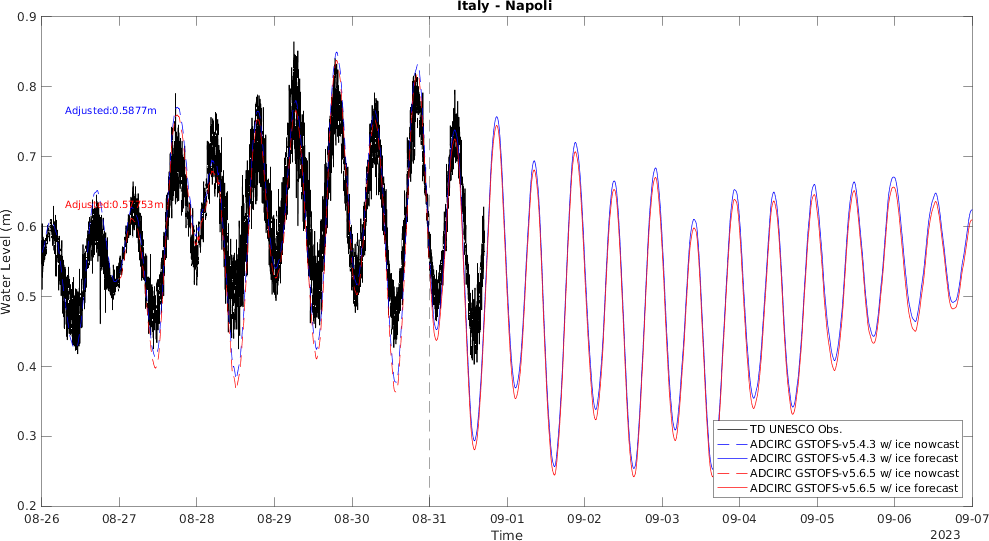 Italy - Napoli
Water Level (m)
0.9
0.8
0.7
0.6
0.5
0.4
0.3
0.2
Adjusted:0.5877m
Adjusted:0.57753m
TD UNESCO Obs.
ADCIRC GSTOFS-v5.4.3 w/ ice nowcast
ADCIRC GSTOFS-v5.4.3 w/ ice forecast
ADCIRC GSTOFS-v5.6.5 w/ ice nowcast
ADCIRC GSTOFS-v5.6.5 w/ ice forecast
08-26 08-27 08-28 08-29 08-30 08-31 09-01 09-02 09-03 09-04 09-05 09-06 09-07
Time
2023